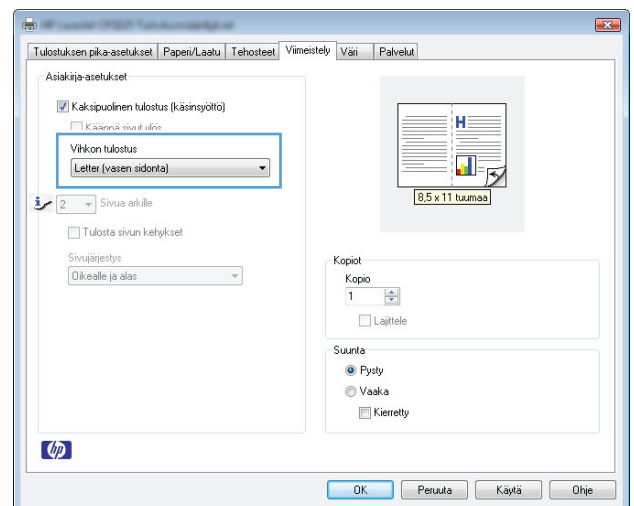 Tulostuksen pika-asetukset Paperi/Laatu Tehosteet Viimeistely Väri Palvelut
Asiakirja-asetukset
Kaksipuolinen tulostus (käsinsyöttö)
Käännä sivut ylös
Vihkon tulostus
Letter (vasen sidonta)
2 Sivua arkille
Tulosta sivun kehykset
Sivujärjestys
Oikealle ja alas
H
8,5 x 11 tuumaa
Kopiot
Kopio
1
Lajittele
Suunta
Pysty
Vaaka
Kierretty
hp
OK Peruuta Käytä Ohje